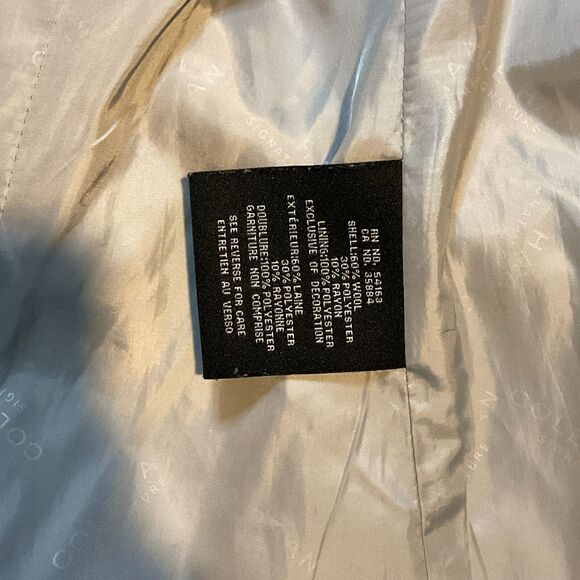 RN NO. 54163
CA NO. 35884
SHELL:60% WOOL
30% POLYESTER
10% RAYON
LINING:100% POLYESTER
EXCLUSIVE OF DECORATION
EXTÉRIEUR:60% LAINE
30% POLYESTER
10% RAYONNE
DOUBLURE:100% POLYESTER
GARNITURE NON COMPRISE
SEE REVERSE FOR CARE
ENTRETIEN AU VERSO
SIGNATURE